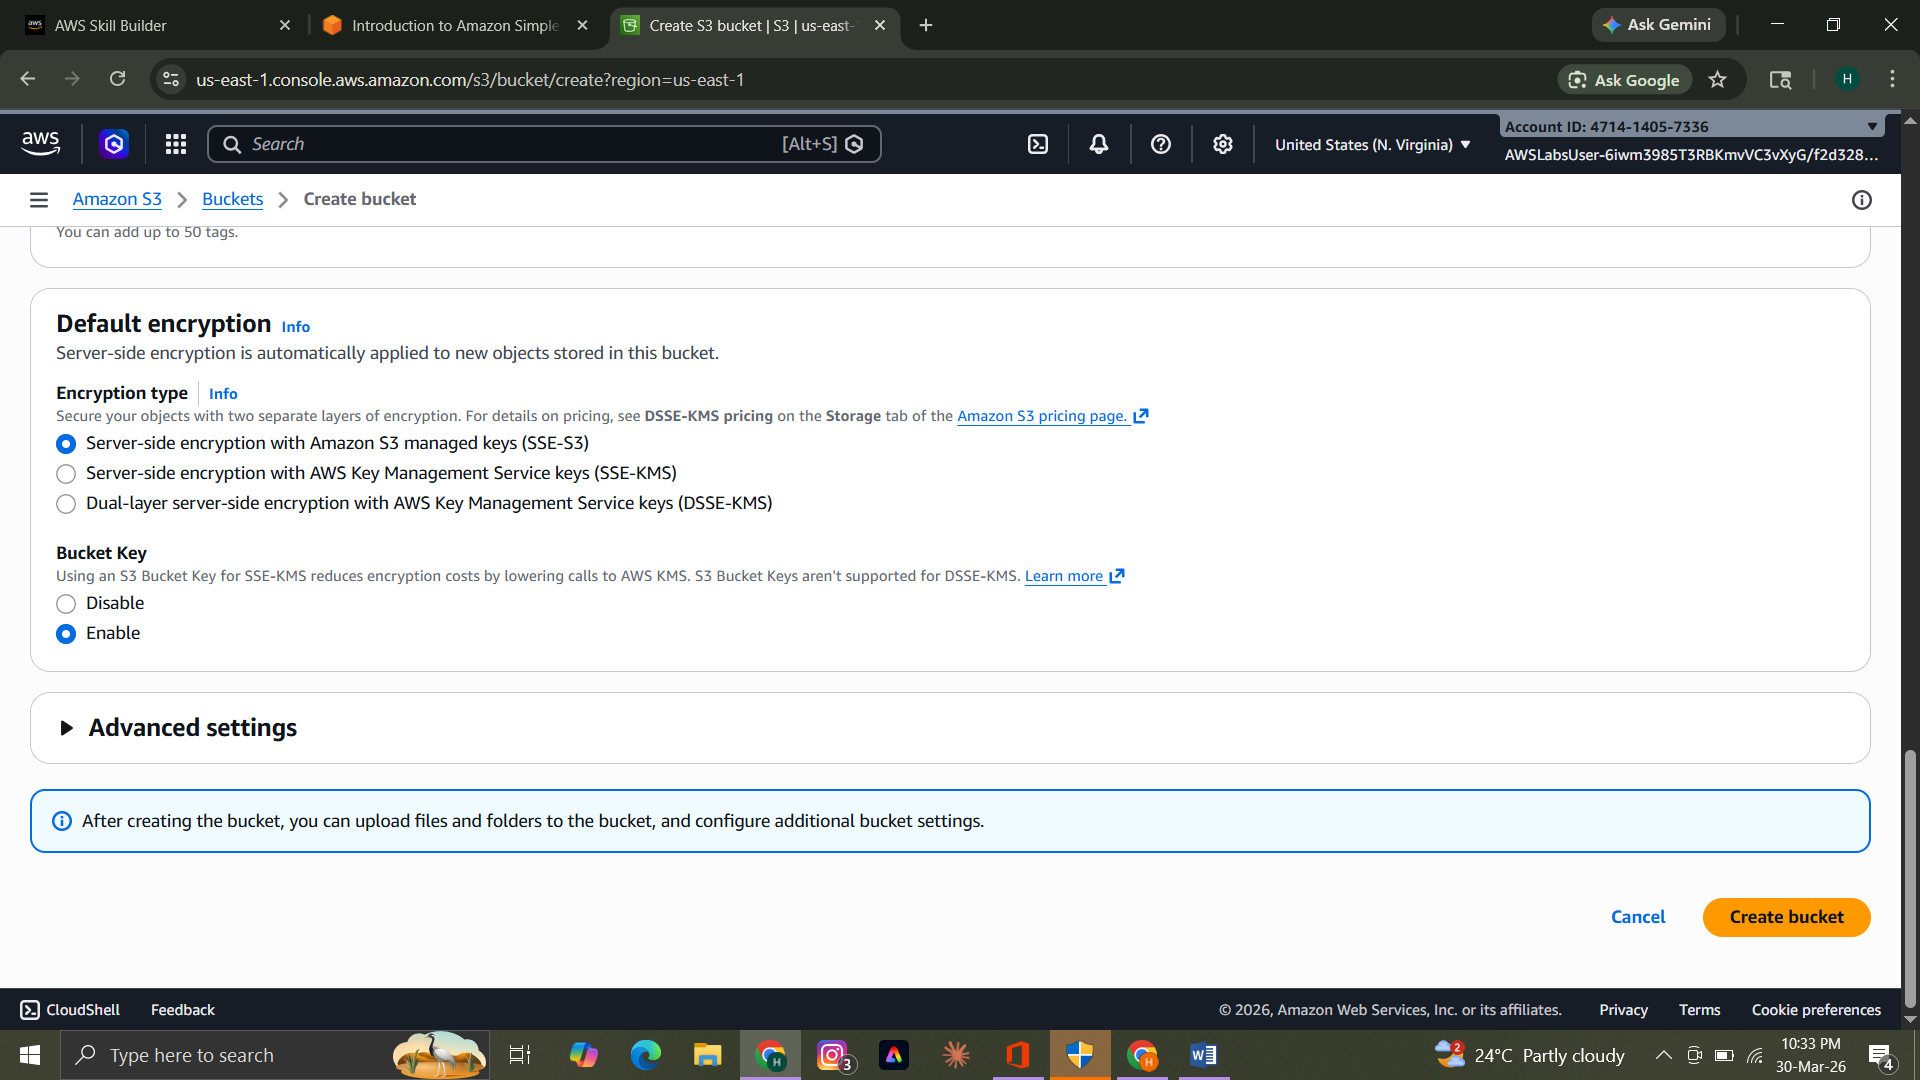 AWS Skill Builder
Introduction to Amazon Simple
Create S3 bucket | S3 | us-east-
Ask Gemini
us-east-1.console.aws.amazon.com/s3/bucket/create?region=us-east-1
Ask Google
H
aws
Search
[Alt+S]
United States (N. Virginia)
Account ID: 4714-1405-7336
AWSLabsUser-6iwm3985T3RBKmvVC3vXyG/f2d328...
Amazon S3
Buckets
Create bucket
You can add up to 50 tags.
Default encryption Info
Server-side encryption is automatically applied to new objects stored in this bucket.
Encryption type
Info
Secure your objects with two separate layers of encryption. For details on pricing, see DSSE-KMS pricing on the Storage tab of the Amazon S3 pricing page.
Server-side encryption with Amazon S3 managed keys (SSE-S3)
Server-side encryption with AWS Key Management Service keys (SSE-KMS)
Dual-layer server-side encryption with AWS Key Management Service keys (DSSE-KMS)
Bucket Key
Using an S3 Bucket Key for SSE-KMS reduces encryption costs by lowering calls to AWS KMS. S3 Bucket Keys aren't supported for DSSE-KMS. Learn more
Disable
Enable
Advanced settings
After creating the bucket, you can upload files and folders to the bucket, and configure additional bucket settings.
Cancel
Create bucket
CloudShell
Feedback
© 2026, Amazon Web Services, Inc. or its affiliates.
Privacy
Terms
Cookie preferences
Type here to search
3
2
24°C Partly cloudy
10:33 PM
30-Mar-26
4